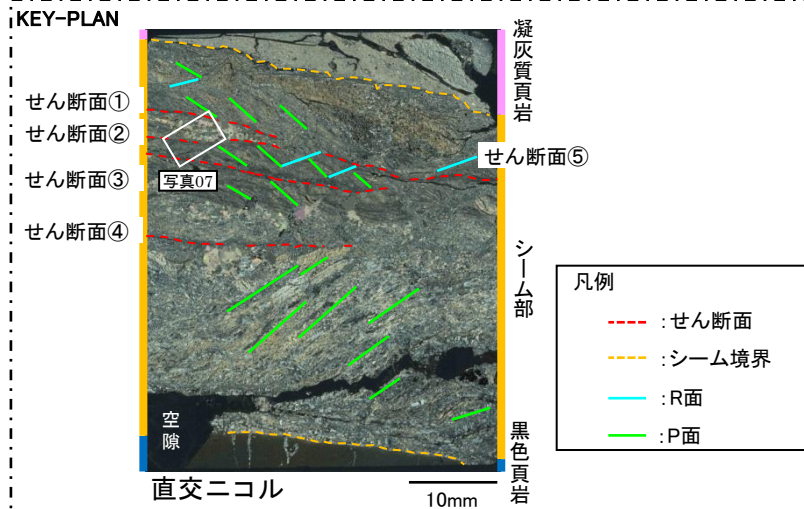 KEY-PLAN
凝灰質頁岩
せん断面①
せん断面②
せん断面⑤
写真07
せん断面③
せん断面④
シーム部
凡例
:せん断面
:シーム境界
:R面
:P面
空隙
黒色頁岩
直交ニコル
10mm